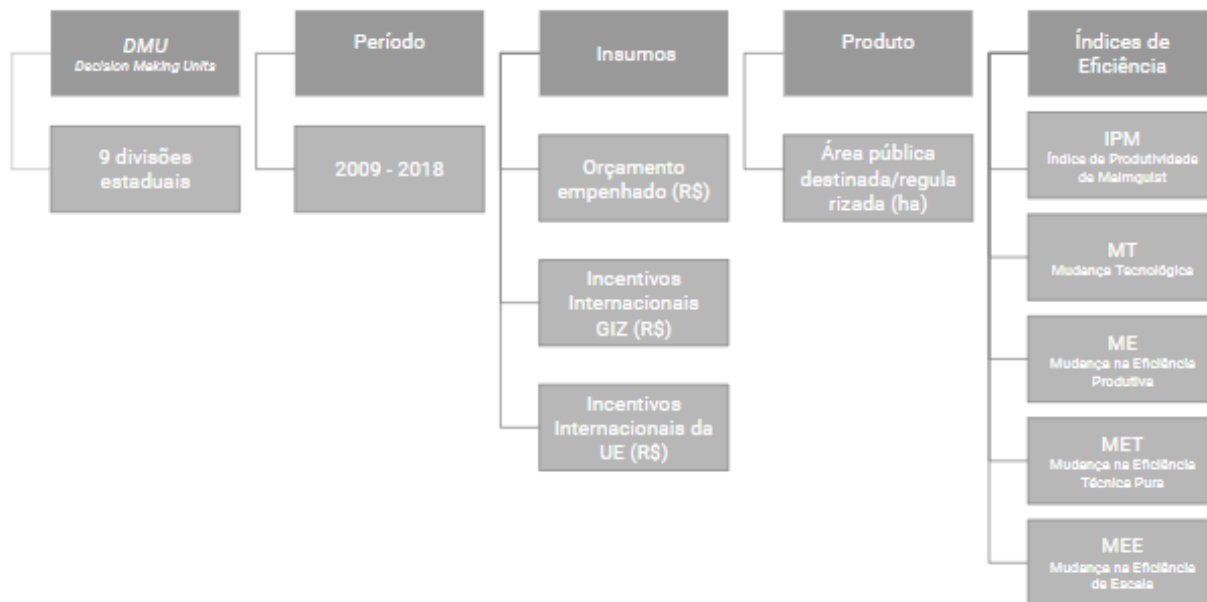 DMU
Decision Making Units
9 divisões
estaduais
Período
2009 - 2018
Insumos
Orçamento
empenhado (R$)
Incentivos
Internacionais
GIZ (R$)
Incentivos
Internacionais da
UE (R$)
Produto
Área pública
destinada/regula
rizada (ha)
Índices de
Eficiência
IPM
Índice de Produtividade
de Malmquist
MT
Mudança Tecnológica
ME
Mudança na Eficiência
Produtiva
MET
Mudança na Eficiência
Técnica Pura
MEE
Mudança na Eficiência
de Escala